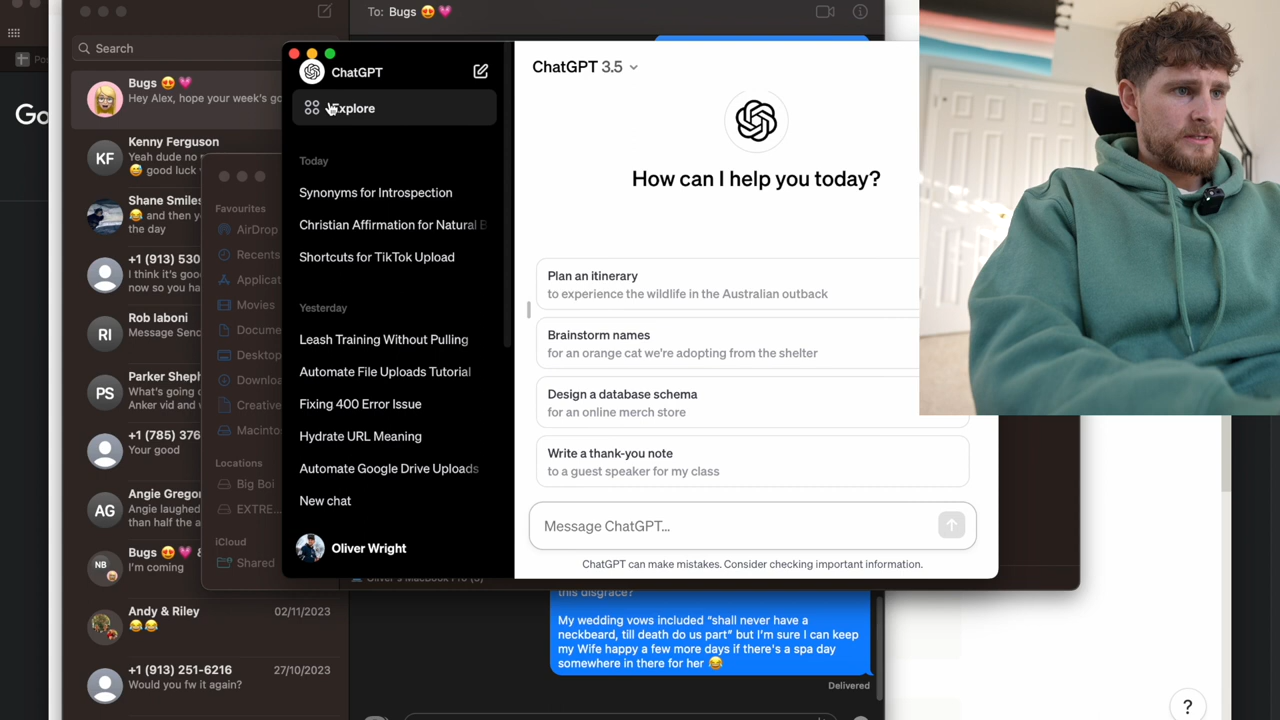 To: Bugs 😍💗
Search
Bugs 😍💗
Hey Alex, hope your week's go
Kenny Ferguson
Yeah dude no
😅 good luck
Shane Smiles
😂 and then y
the day
+1 (913) 530
I think it's goo
now so you ha
Rob Iaboni
Message Send
Parker Sheph
What's going
Anker vid and
+1 (785) 376
Your good
Angie Gregor
Angie laughed
than half the a
Bugs 😍💗 &
I'm coming
Andy & Riley
02/11/2023
😂😂
+1 (913) 251-6216
27/10/2023
Would you fw it again?
KF
RI
PS
AG
NB
Go
Favourites
AirDrop
Recents
Applicat
Movies
Docume
Desktop
Downloa
Creative
Macinto
Locations
Big Boi
EXTRE...
iCloud
Shared
ChatGPT
Explore
Today
Synonyms for Introspection
Christian Affirmation for Natural B
Shortcuts for TikTok Upload
Yesterday
Leash Training Without Pulling
Automate File Uploads Tutorial
Fixing 400 Error Issue
Hydrate URL Meaning
Automate Google Drive Uploads
New chat
Oliver Wright
ChatGPT 3.5
How can I help you today?
Plan an itinerary
to experience the wildlife in the Australian outback
Brainstorm names
for an orange cat we're adopting from the shelter
Design a database schema
for an online merch store
Write a thank-you note
to a guest speaker for my class
Message ChatGPT...
ChatGPT can make mistakes. Consider checking important information.
this disgrace?
My wedding vows included “shall never have a
neckbeard, till death do us part” but I'm sure I can keep
my Wife happy a few more days if there's a spa day
somewhere in there for her 😂
Delivered
?